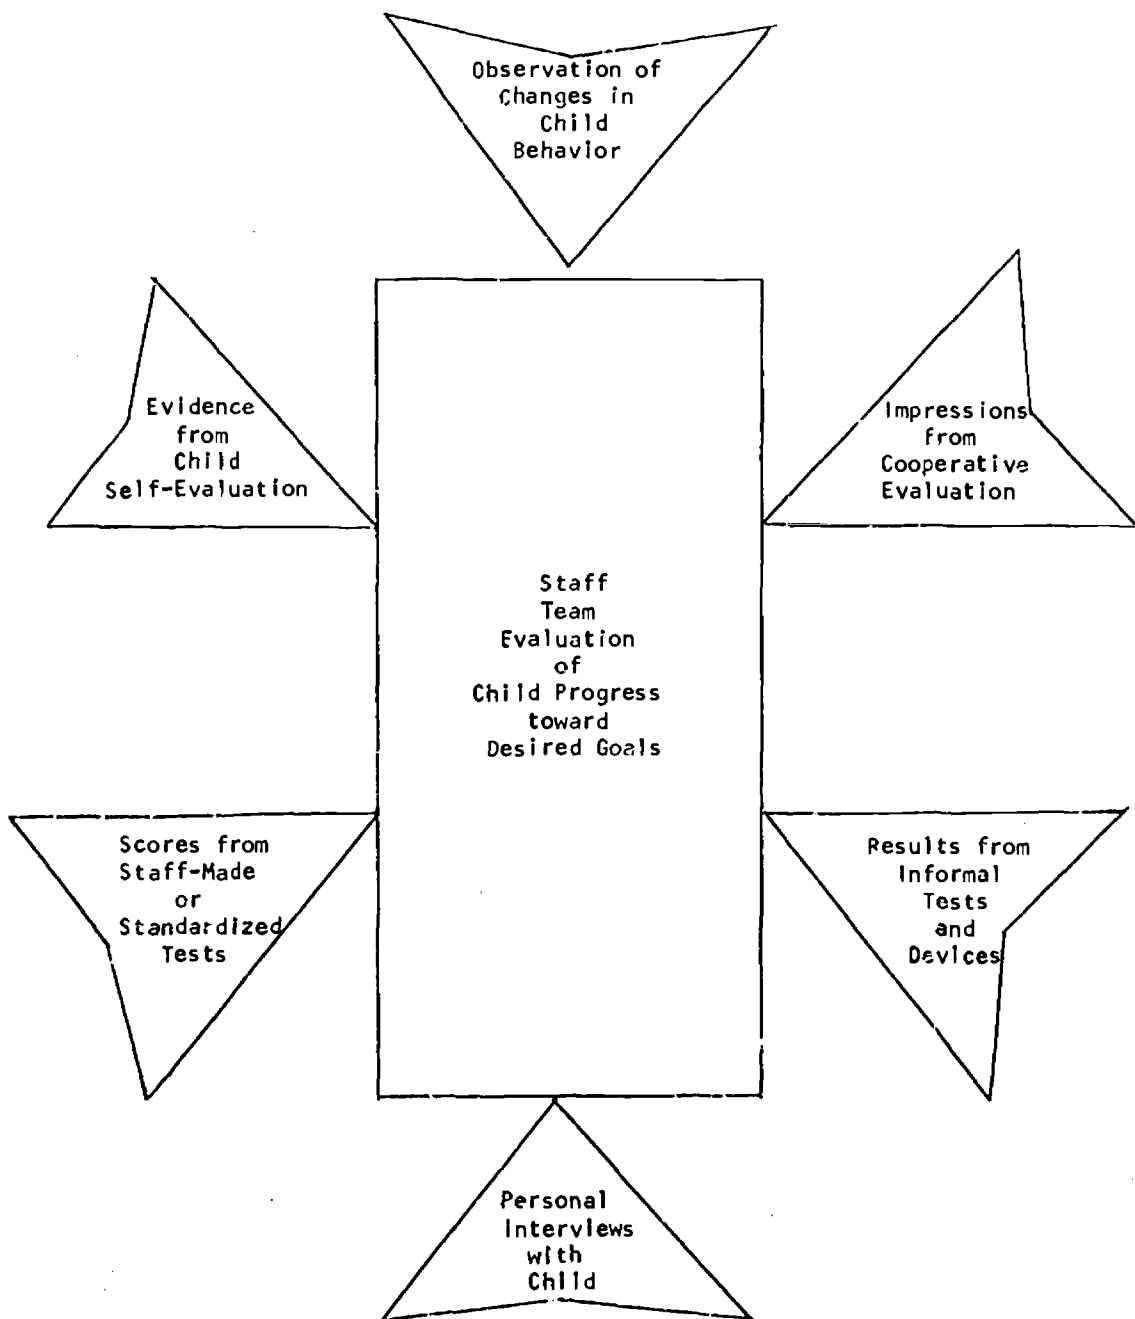 Observation of
Changes in
Child
Behavior
Evidence
from
Child
Self-Evaluation
Impressions
from
Cooperative
Evaluation
Staff
Team
Evaluation
of
Child Progress
toward
Desired Goals
Scores from
Staff-Made
or
Standardized
Tests
Results from
Informal
Tests
and
Devices
Personal
Interviews
with
Child